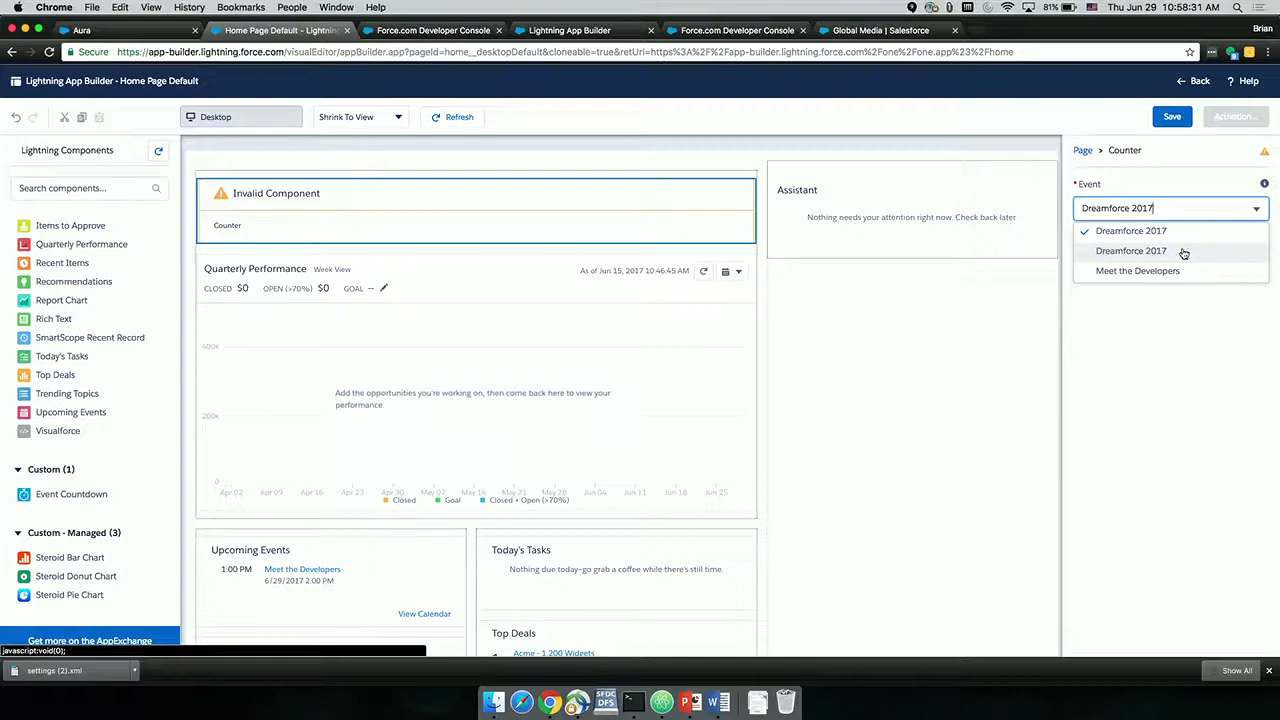 Chrome File Edit View History Bookmarks People Window Help
81% Thu Jun 29 10:58:31 AM
Aura
Home Page Default - Lightning
Force.com Developer Console
Lightning App Builder
Force.com Developer Console
Global Media | Salesforce
Brian
Secure https://app-builder.lightning.force.com/visualEditor/appBuilder.app?pageId=home__desktopDefault&cloneable=true&retUrl=https%3A%2F%2Fapp-builder.lightning.force.com%2Fone%2Fone.app%23%2Fhome
Lightning App Builder - Home Page Default
Back
? Help
Desktop
Shrink To View
Refresh
Save
Activation...
Lightning Components
Search components...
Items to Approve
Quarterly Performance
Recent Items
Recommendations
Report Chart
Rich Text
SmartScope Recent Record
Today's Tasks
Top Deals
Trending Topics
Upcoming Events
Visualforce
Custom (1)
Event Countdown
Custom - Managed (3)
Steroid Bar Chart
Steroid Donut Chart
Steroid Pie Chart
Get more on the AppExchange
javascript:void(0);
Invalid Component
Counter
Quarterly Performance Week View
As of Jun 15, 2017 10:46:45 AM
CLOSED $0 OPEN (>70%) $0 GOAL --
400k
Add the opportunities you're working on, then come back here to view your
performance.
200k
0
Apr 02 Apr 09 Apr 16 Apr 23 Apr 30 May 07 May 14 May 21 May 28 Jun 04 Jun 11 Jun 18 Jun 25
Closed Goal Closed + Open (>70%)
Upcoming Events
1:00 PM Meet the Developers
6/29/2017 2:00 PM
View Calendar
Today's Tasks
Nothing due today–go grab a coffee while there's still time.
Top Deals
Acme - 1,200 Widgets
Assistant
Nothing needs your attention right now. Check back later
Page > Counter
* Event
Dreamforce 2017
Dreamforce 2017
Dreamforce 2017
Meet the Developers
settings (2).xml
Show All
SFDC
DFS